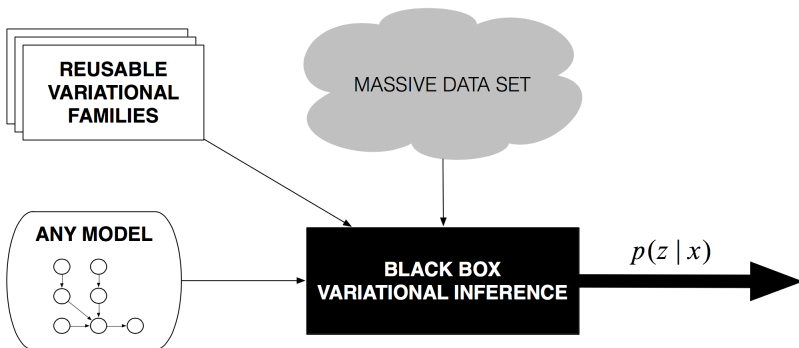 REUSABLE
VARIATIONAL
FAMILIES
MASSIVE DATA SET
ANY MODEL
BLACK BOX
VARIATIONAL INFERENCE
p(z | x)